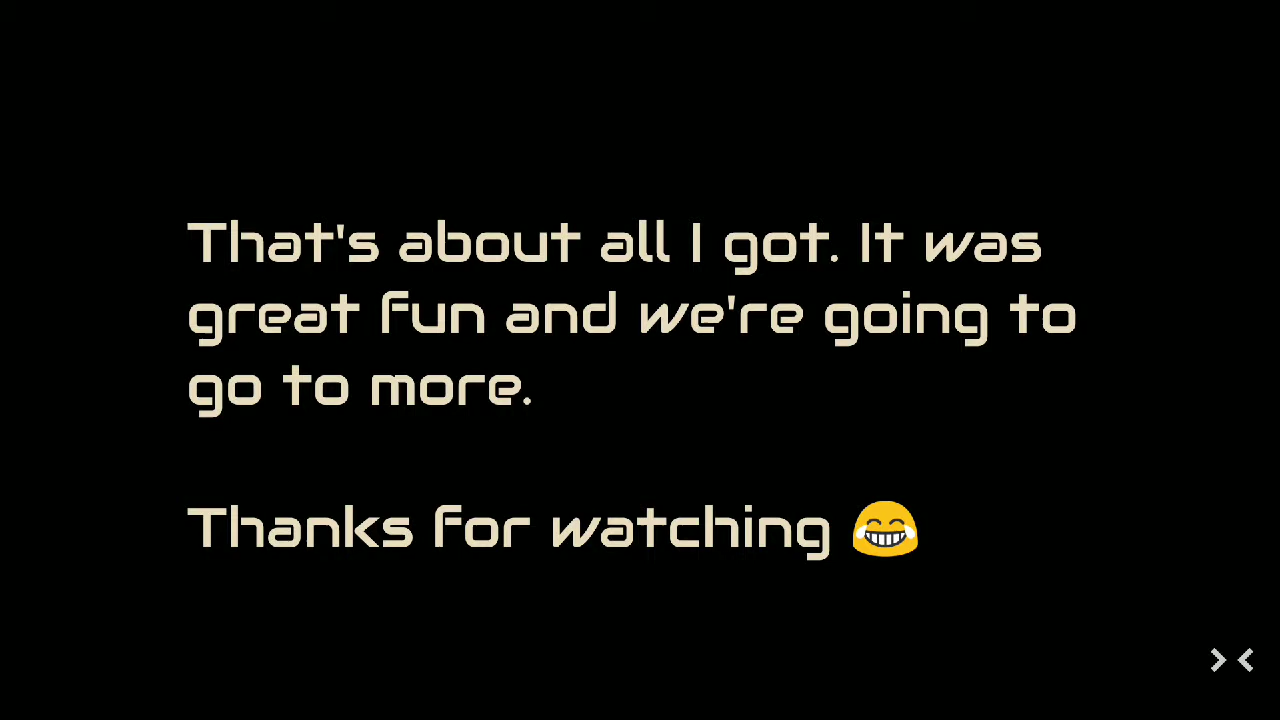 That's about all I got. It was
great fun and we're going to
go to more.
Thanks for watching 😂